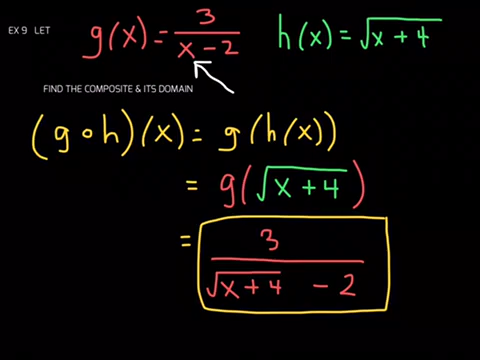 EX 9 LET g(x) = 3/(x – 2) h(x) = √(x + 4)
FIND THE COMPOSITE & ITS DOMAIN
(g ∘ h)(x) = g(h(x))
= g(√(x + 4))
= 3/(√(x + 4) – 2)